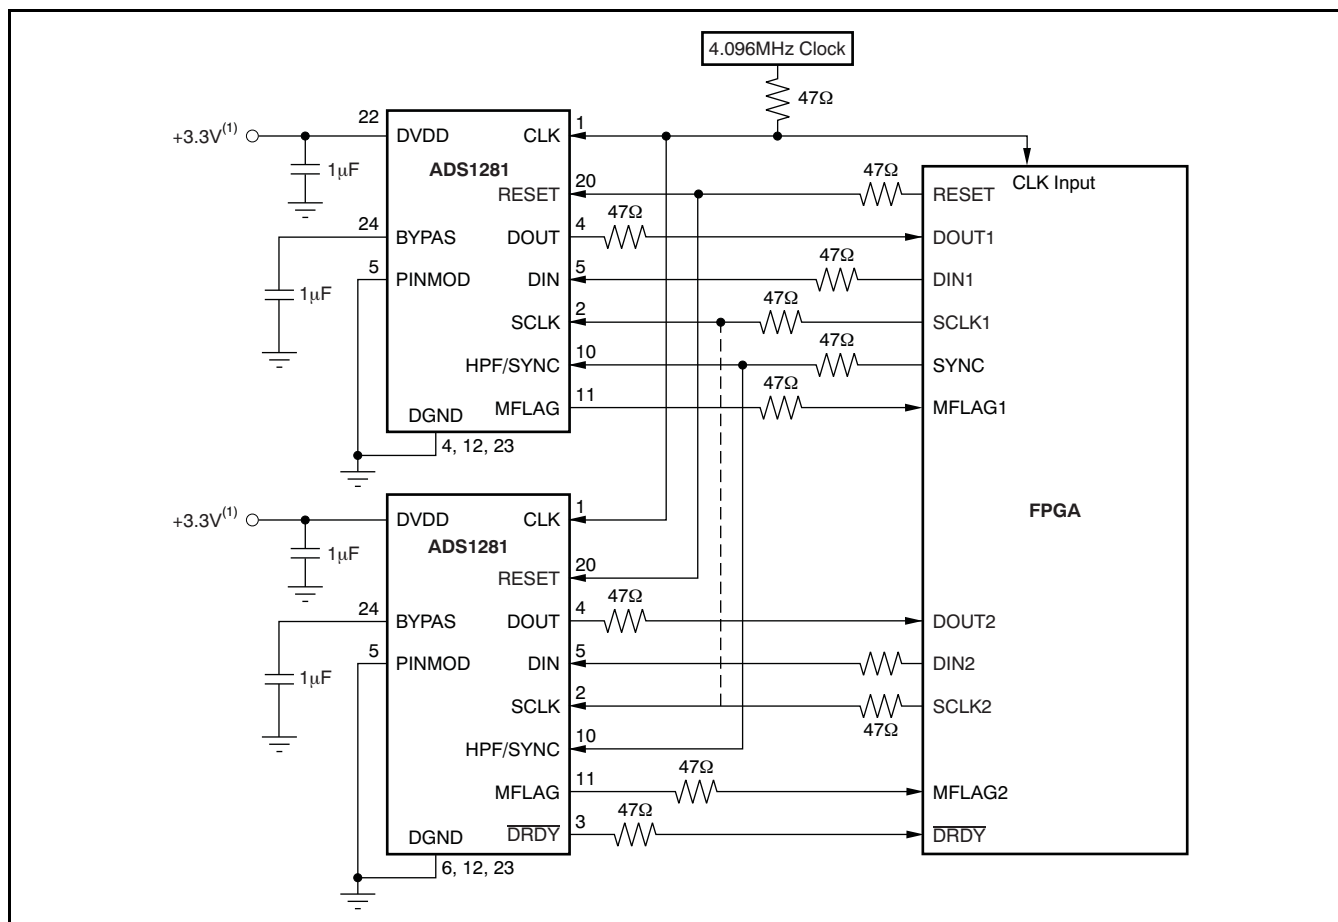 4.096MHz Clock
47Ω
+3.3V(1)
22
DVDD
CLK
1
1μF
ADS1281
RESET
20
47Ω
RESET
CLK Input
24
BYPAS
DOUT
4
47Ω
DOUT1
5
PINMOD
DIN
5
47Ω
DIN1
1μF
SCLK
2
47Ω
SCLK1
HPF/SYNC
10
47Ω
SYNC
MFLAG
11
47Ω
MFLAG1
DGND
4, 12, 23
FPGA
+3.3V(1)
DVDD
CLK
1
1μF
ADS1281
RESET
20
24
BYPAS
DOUT
4
47Ω
DOUT2
5
PINMOD
DIN
5
DIN2
1μF
SCLK
2
47Ω
SCLK2
HPF/SYNC
10
MFLAG
11
47Ω
MFLAG2
DRDY
3
47Ω
DRDY
DGND
6, 12, 23